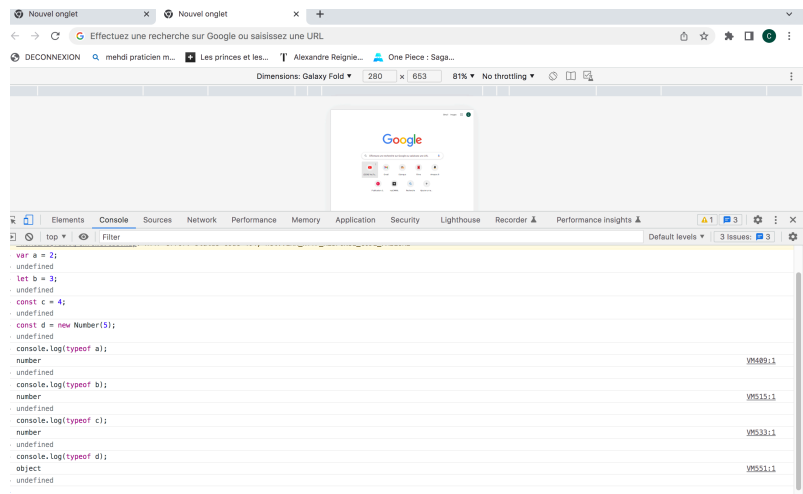 Nouvel onglet × Nouvel onglet × +
Effectuez une recherche sur Google ou saisissez une URL C
DECONNEXION mehdi praticien m... Les princes et les... Alexandre Reignie... One Piece : Saga...
Dimensions: Galaxy Fold ▼ 280 × 653 81% ▼ No throttling ▼
Google
Elements Console Sources Network Performance Memory Application Security Lighthouse Recorder Performance insights 1 3
top ▼ Filter Default levels ▼ 3 Issues: 3
var a = 2;
undefined
let b = 3;
undefined
const c = 4;
undefined
const d = new Number(5);
undefined
console.log(typeof a);
number VM409:1
undefined
console.log(typeof b);
number VM515:1
undefined
console.log(typeof c);
number VM533:1
undefined
console.log(typeof d);
object VM551:1
undefined